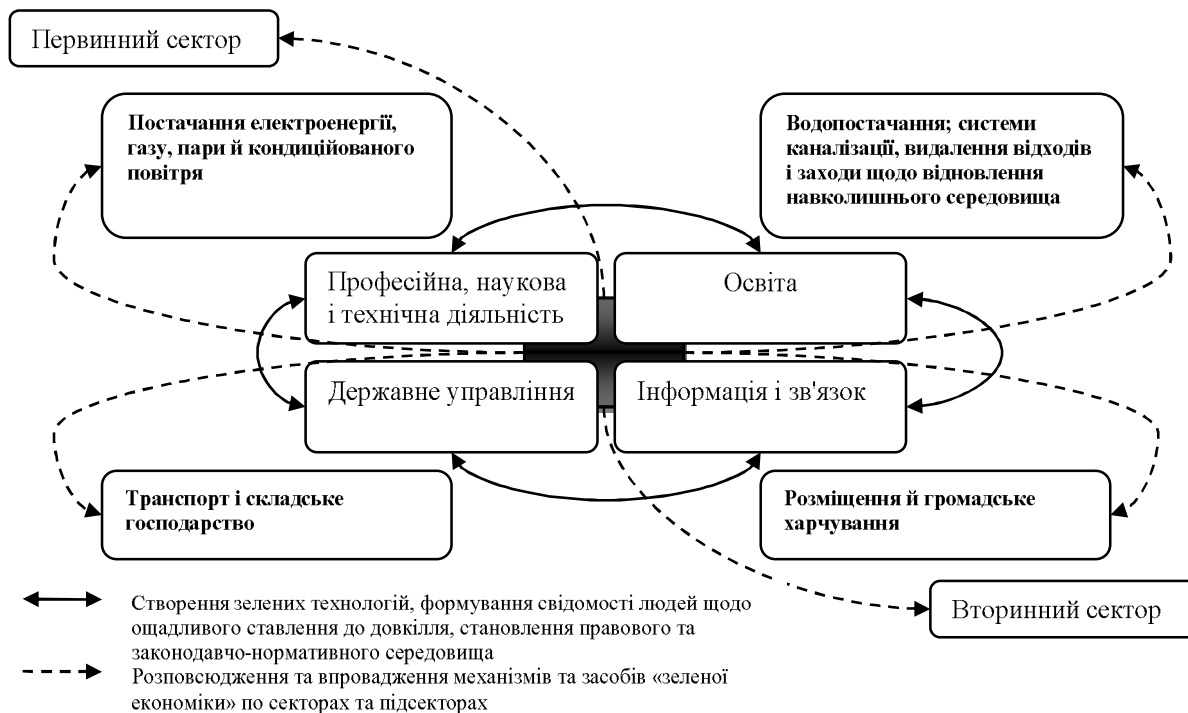 Первинний сектор
Постачання електроенергії,
газу, пари й кондиційованого
повітря
Водопостачання; системи
каналізації, видалення відходів
і заходи щодо відновлення
навколишнього середовища
Професійна, наукова
і технічна діяльність
Освіта
Державне управління
Інформація і зв'язок
Транспорт і складське
господарство
Розміщення й громадське
харчування
Вторинний сектор
Створення зелених технологій, формування свідомості людей щодо
ощадливого ставлення до довкілля, становлення правового та
законодавчо-нормативного середовища
Розповсюдження та впровадження механізмів та засобів «зеленої
економіки» по секторах та підсекторах